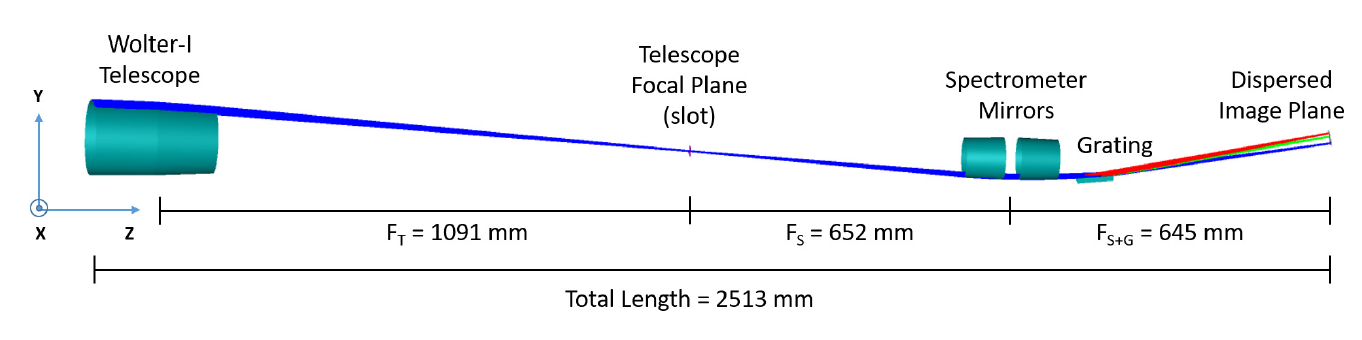 Wolter-I
Telescope
Telescope
Focal Plane
(slot)
Spectrometer
Mirrors
Grating
Dispersed
Image Plane
Y
X
Z
F_T = 1091 mm
F_S = 652 mm
F_S+G = 645 mm
Total Length = 2513 mm